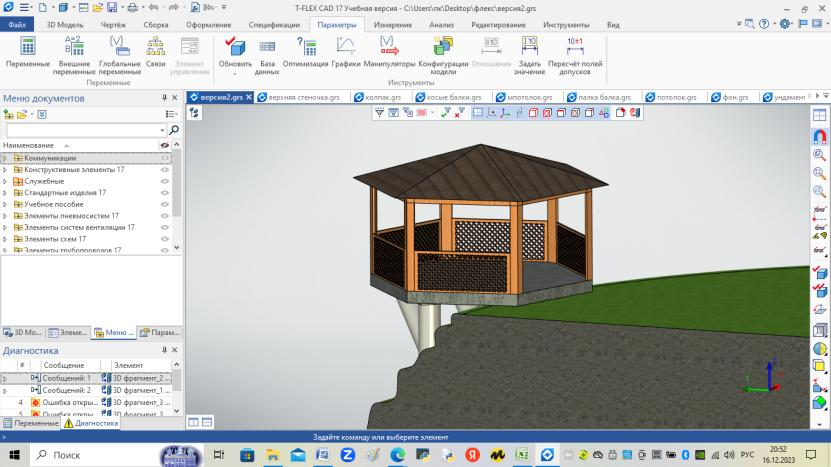 T-FLEX CAD 17 Учебная версия - C:\Users\пк\Desktop\флекс\версия2.grs
Файл 3D Модель Чертёж Сборка Оформление Спецификации Параметры Измерение Анализ Редактирование Инструменты Вид
Переменные Внешние переменные Глобальные переменные Связи Элемент управления Обновить База данных Оптимизация Графики Манипуляторы Конфигурации модели Отношения Задать значение Пересчёт полей допусков
Переменные Инструменты
Меню документов
версия2.grs верхняя стеночка.grs колпак.grs косые балки.grs мпотолок.grs палка балка.grs потолок.grs фон.grs ундамент
Наименование
Коммуникации
Конструктивные элементы 17
Служебные
Стандартные изделия 17
Учебное пособие
Элементы пневмосистем 17
Элементы систем вентиляции 17
Элементы схем 17
Элементы трубопроводов 17
3D Мо... Элеме... Меню ... Парам...
Диагностика
# Сообщение Элемент
Сообщений: 1 3D фрагмент_2 ...
Сообщений: 2 3D фрагмент_1 ...
4 Ошибка откры... 3D фрагмент_3 ...
5 Ошибка откры... 3D фрагмент_3 ...
Переменные Диагностика
> Задайте команду или выберите элемент
Поиск
РУС
20:52
16.12.2023